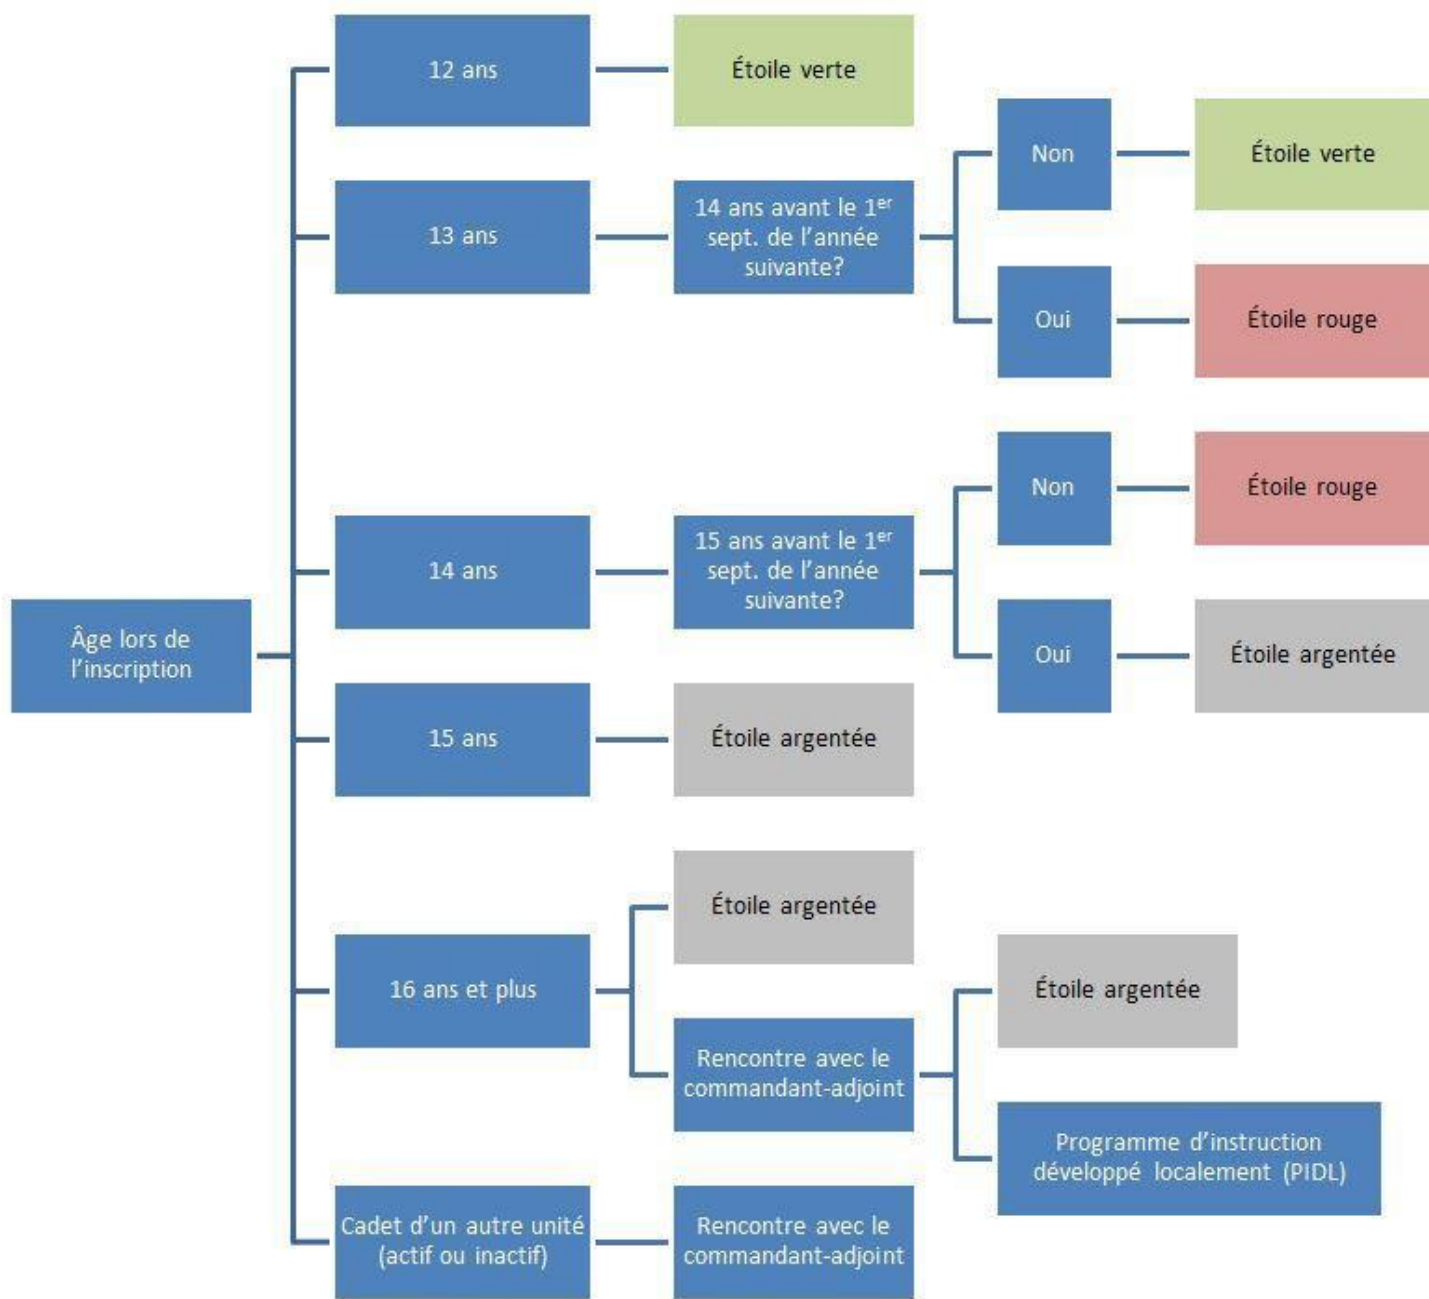 12 ans
Étoile verte
Non
Étoile verte
13 ans
14 ans avant le 1er
sept. de l'année
suivante?
Oui
Étoile rouge
Non
Étoile rouge
14 ans
15 ans avant le 1er
sept. de l'année
suivante?
Âge lors de
l'inscription
Oui
Étoile argentée
15 ans
Étoile argentée
Étoile argentée
16 ans et plus
Étoile argentée
Rencontre avec le
commandant-adjoint
Programme d'instruction
développé localement (PIDL)
Cadet d'un autre unité
(actif ou inactif)
Rencontre avec le
commandant-adjoint